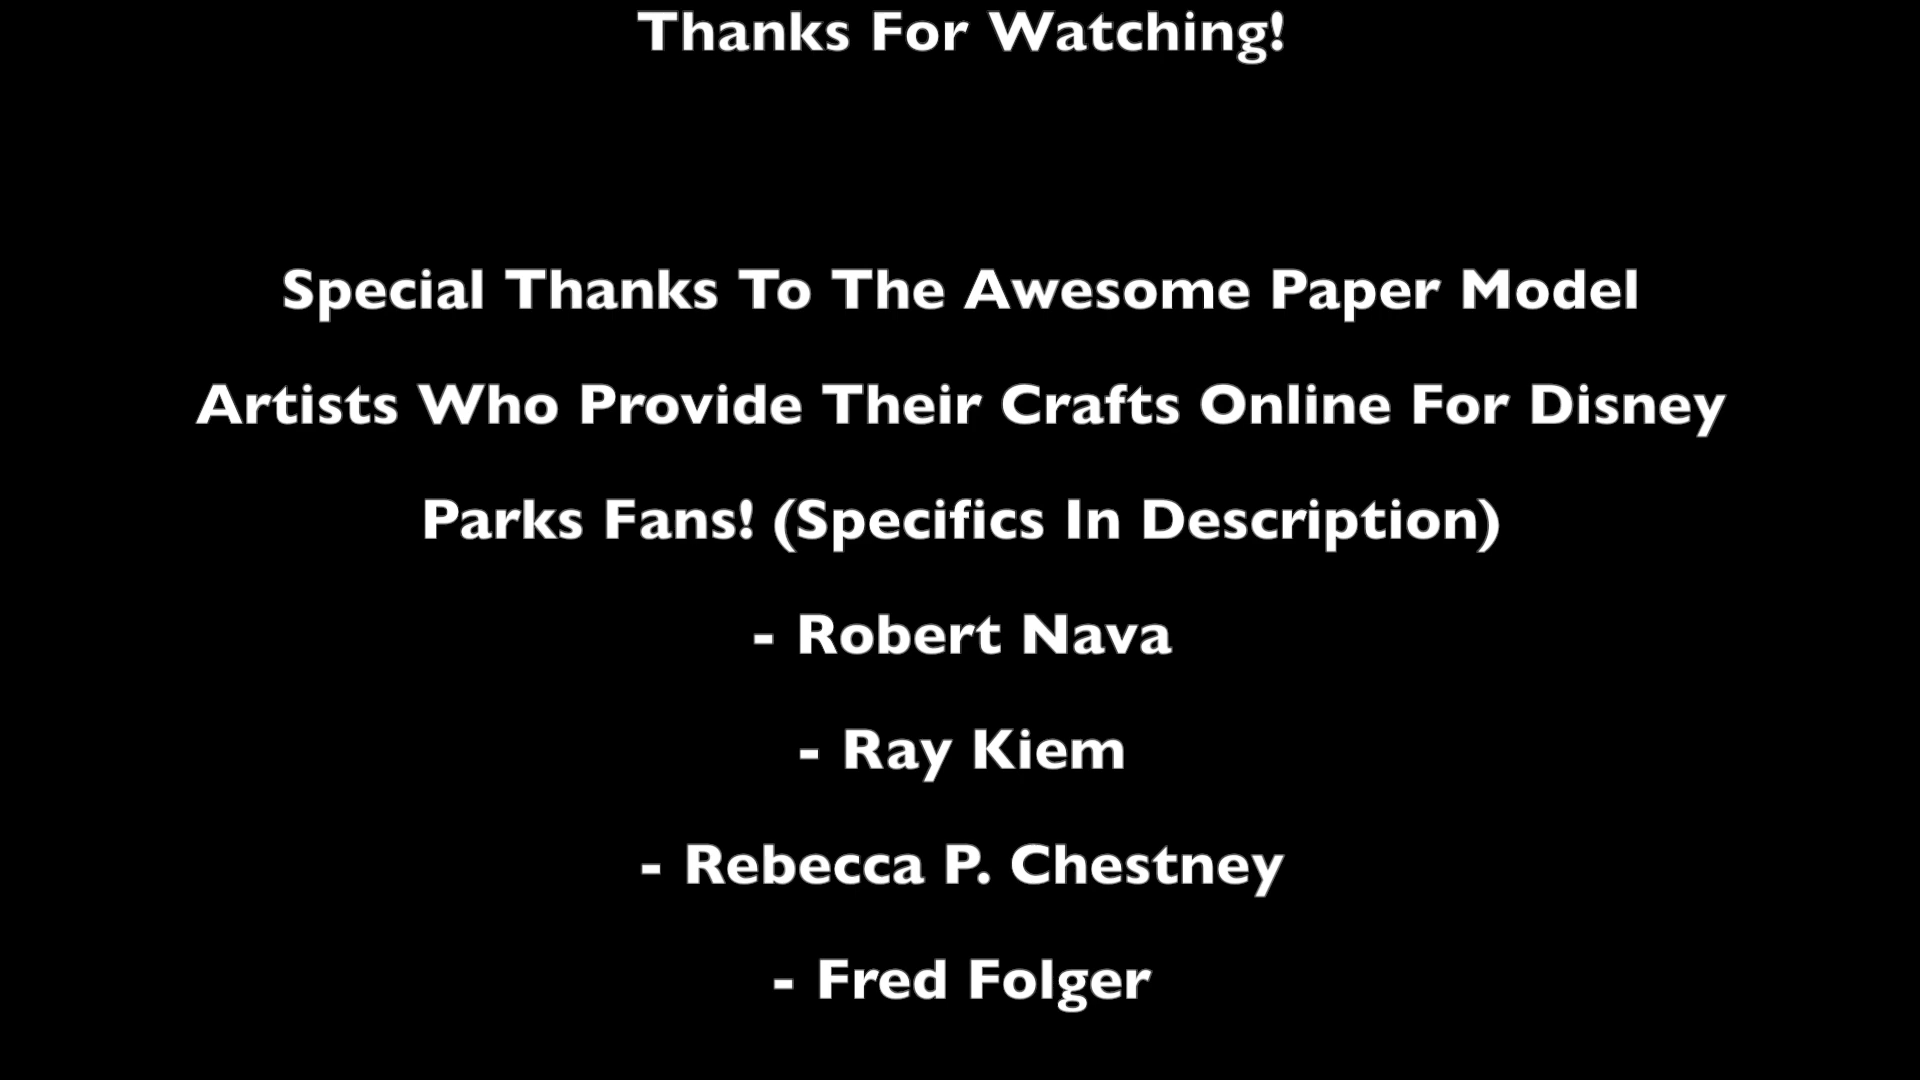 Thanks For Watching!
Special Thanks To The Awesome Paper Model
Artists Who Provide Their Crafts Online For Disney
Parks Fans! (Specifics In Description)
- Robert Nava
- Ray Kiem
- Rebecca P. Chestney
- Fred Folger